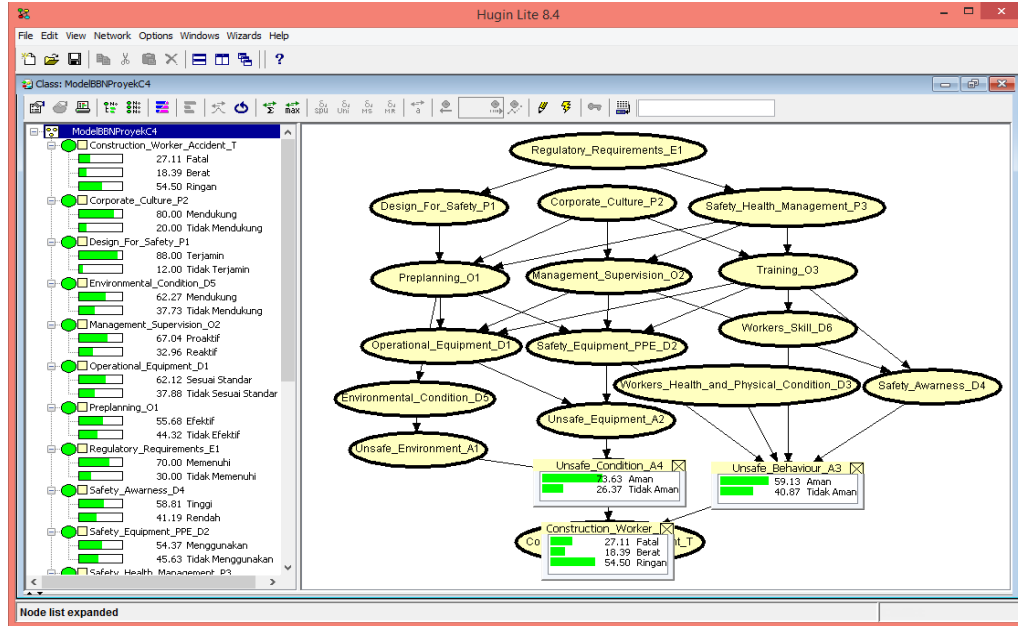 Hugin Lite 8.4
File Edit View Network Options Windows Wizards Help
Class: ModelBBNProyekC4
ModelBBNProyekC4
Construction_Worker_Accident_T
27.11 Fatal
18.39 Berat
54.50 Ringan
Corporate_Culture_P2
80.00 Mendukung
20.00 Tidak Mendukung
Design_For_Safety_P1
88.00 Terjamin
12.00 Tidak Terjamin
Environmental_Condition_D5
62.27 Mendukung
37.73 Tidak Mendukung
Management_Supervision_O2
67.04 Proaktif
32.96 Reaktif
Operational_Equipment_D1
62.12 Sesuai Standar
37.88 Tidak Sesuai Standar
Preplanning_O1
55.68 Efektif
44.32 Tidak Efektif
Regulatory_Requirements_E1
70.00 Memenuhi
30.00 Tidak Memenuhi
Safety_Awarness_D4
58.81 Tinggi
41.19 Rendah
Safety_Equipment_PPE_D2
54.37 Menggunakan
45.63 Tidak Menggunakan
Safety_Health_Management_P3
Regulatory_Requirements_E1
Design_For_Safety_P1
Corporate_Culture_P2
Safety_Health_Management_P3
Preplanning_O1
Management_Supervision_O2
Training_O3
Operational_Equipment_D1
Safety_Equipment_PPE_D2
Workers_Skill_D6
Environmental_Condition_D5
Workers_Health_and_Physical_Condition_D3
Safety_Awarness_D4
Unsafe_Equipment_A2
Unsafe_Environment_A1
Unsafe_Condition_A4
73.63 Aman
26.37 Tidak Aman
Unsafe_Behaviour_A3
59.13 Aman
40.87 Tidak Aman
Construction_Worker_
Co
27.11 Fatal
18.39 Berat
54.50 Ringan
t_T
Node list expanded